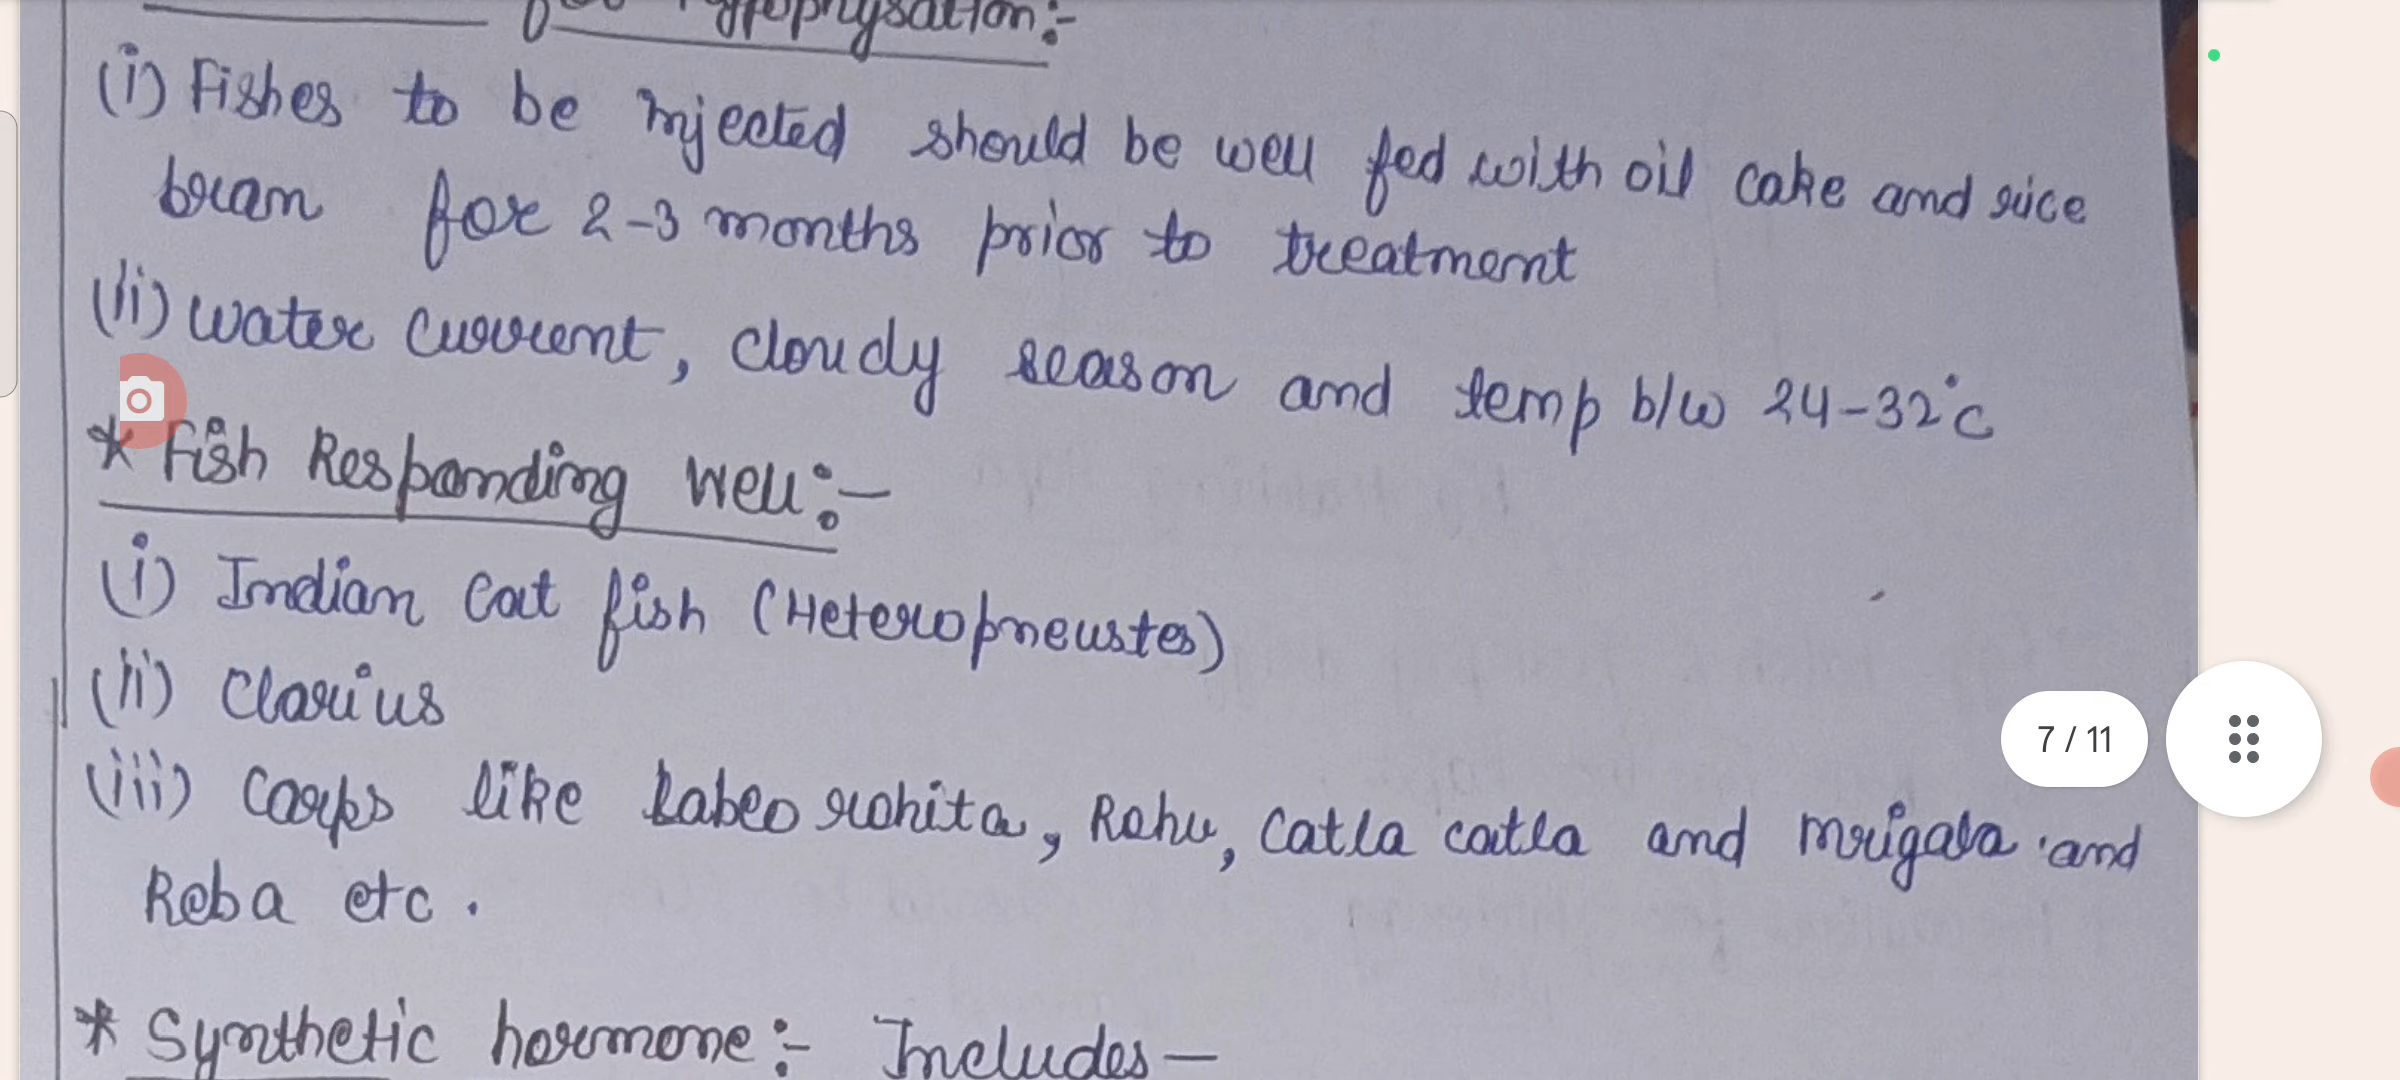 for Hypophysation:-
(i) Fishes to be injected should be well fed with oil cake and rice
bran for 2-3 months prior to treatment
(ii) Water current, cloudy season and temp b/w 24-32°c
* Fish Responding Well:-
(i) Indian Cat fish (Heteropneustes)
(ii) Clarius
(iii) Carps like Labeo rohita, Rohu, Catla catla and Mrigala and
Reba etc.
7 / 11
* Synthetic hormone:- Includes—